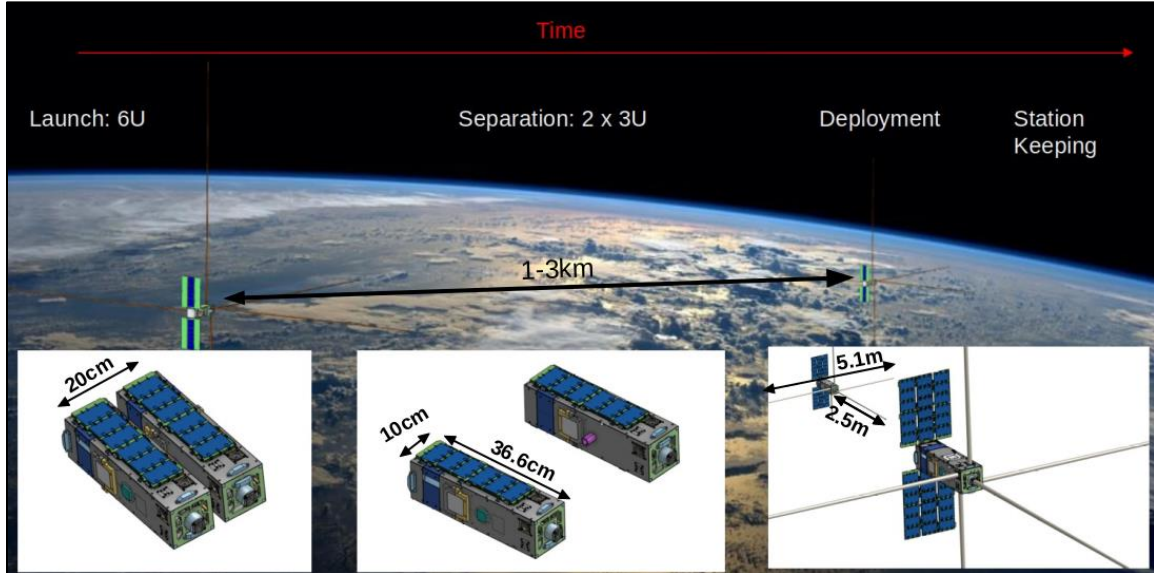 Time
Launch: 6U
Separation: 2 x 3U
Deployment
Station
Keeping
1-3km
20cm
10cm
36.6cm
5.1m
2.5m